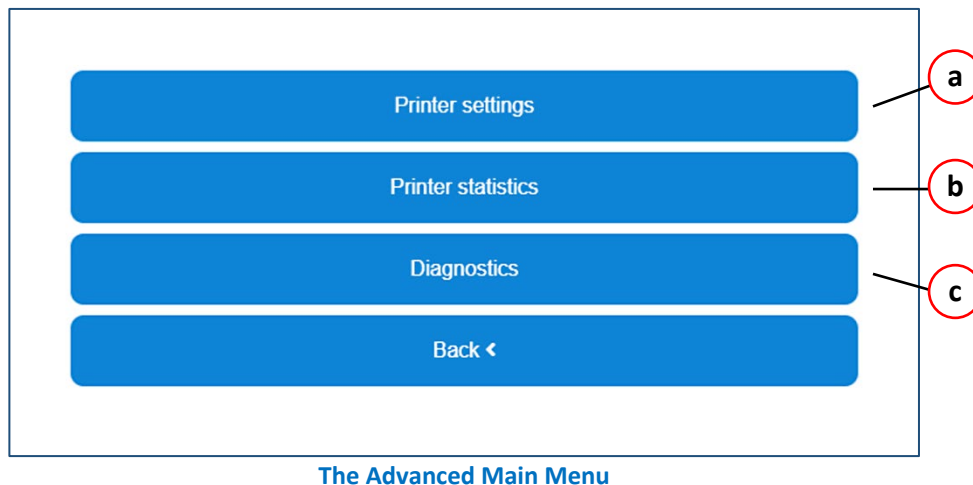 Printer settings
a
Printer statistics
b
Diagnostics
c
Back <
The Advanced Main Menu